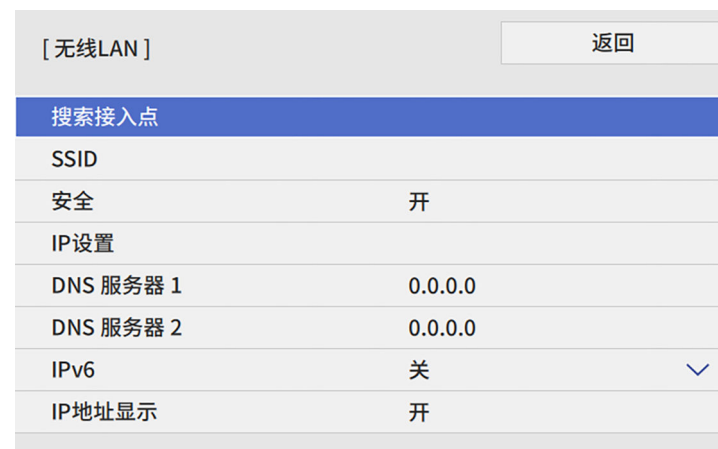 [ 无线LAN ]
返回
搜索接入点
SSID
安全 开
IP设置
DNS 服务器 1 0.0.0.0
DNS 服务器 2 0.0.0.0
IPv6 关
IP地址显示 开